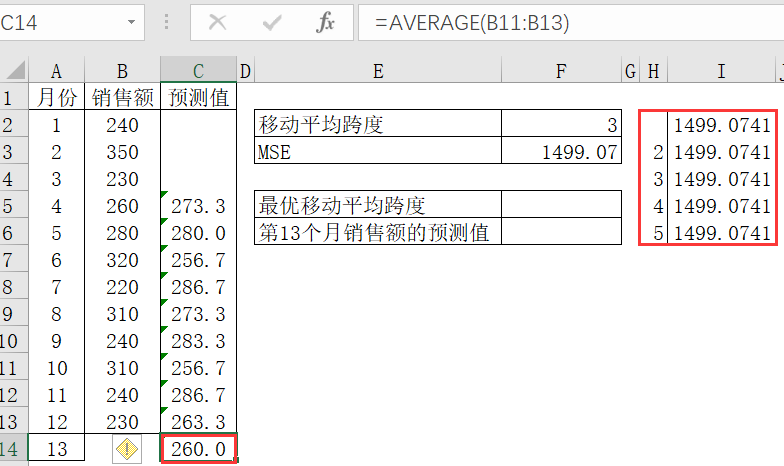 C14 fx =AVERAGE(B11:B13)
A B C D E F G H I
1 月份 销售额 预测值
2 1 240 移动平均跨度 3 1499.0741
3 2 350 MSE 1499.07 2 1499.0741
4 3 230 3 1499.0741
5 4 260 273.3 最优移动平均跨度 4 1499.0741
6 5 280 280.0 第13个月销售额的预测值 5 1499.0741
7 6 320 256.7
8 7 220 286.7
9 8 310 273.3
10 9 240 283.3
11 10 310 256.7
12 11 240 286.7
13 12 230 263.3
14 13 260.0